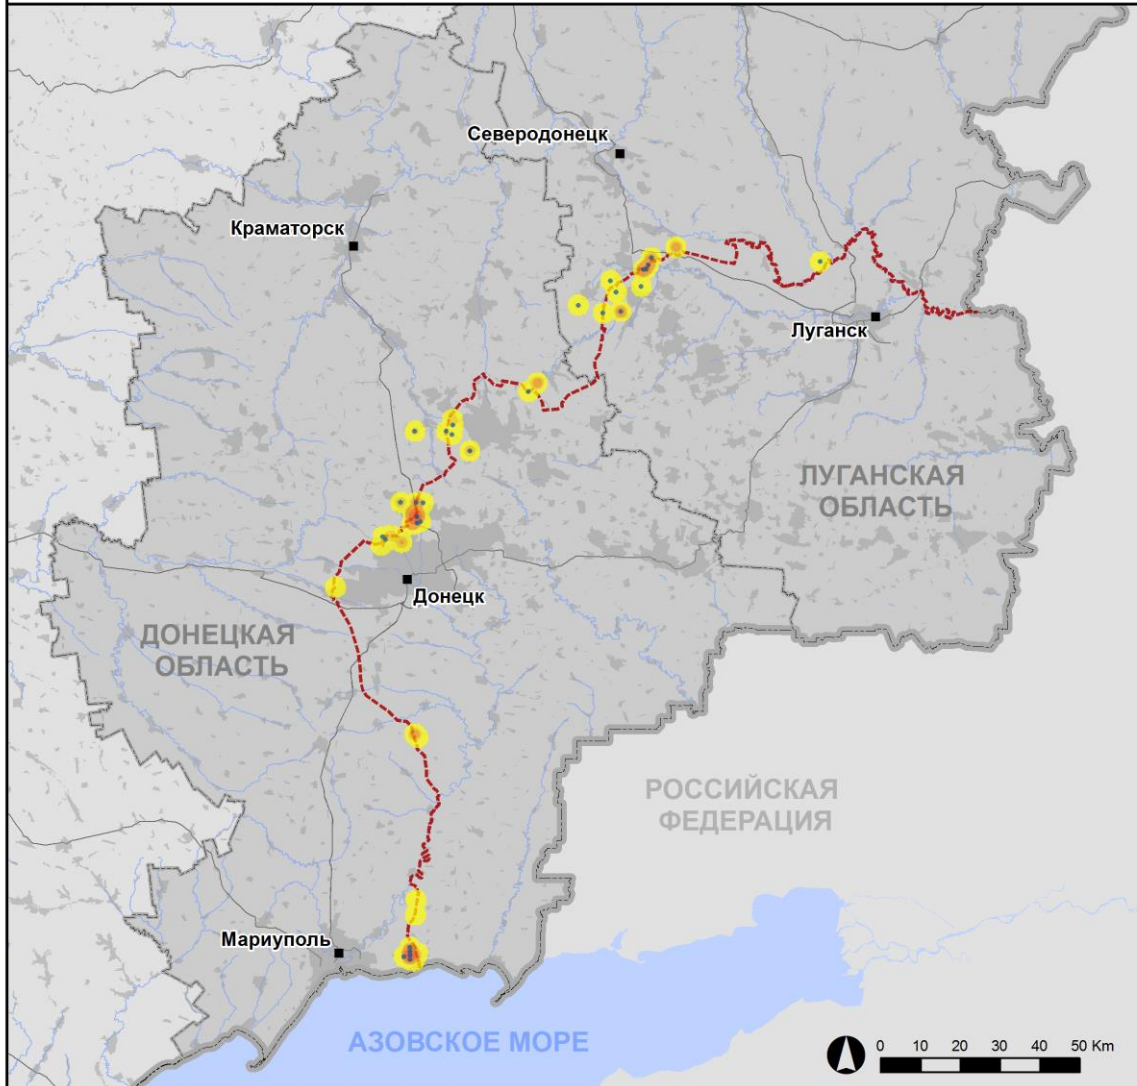 Северодонецк
Краматорск
Луганск
ЛУГАНСКАЯ
ОБЛАСТЬ
Донецк
ДОНЕЦКАЯ
ОБЛАСТЬ
РОССИЙСКАЯ
ФЕДЕРАЦИЯ
Мариуполь
АЗОВСКОЕ МОРЕ
0 10 20 30 40 50 Km